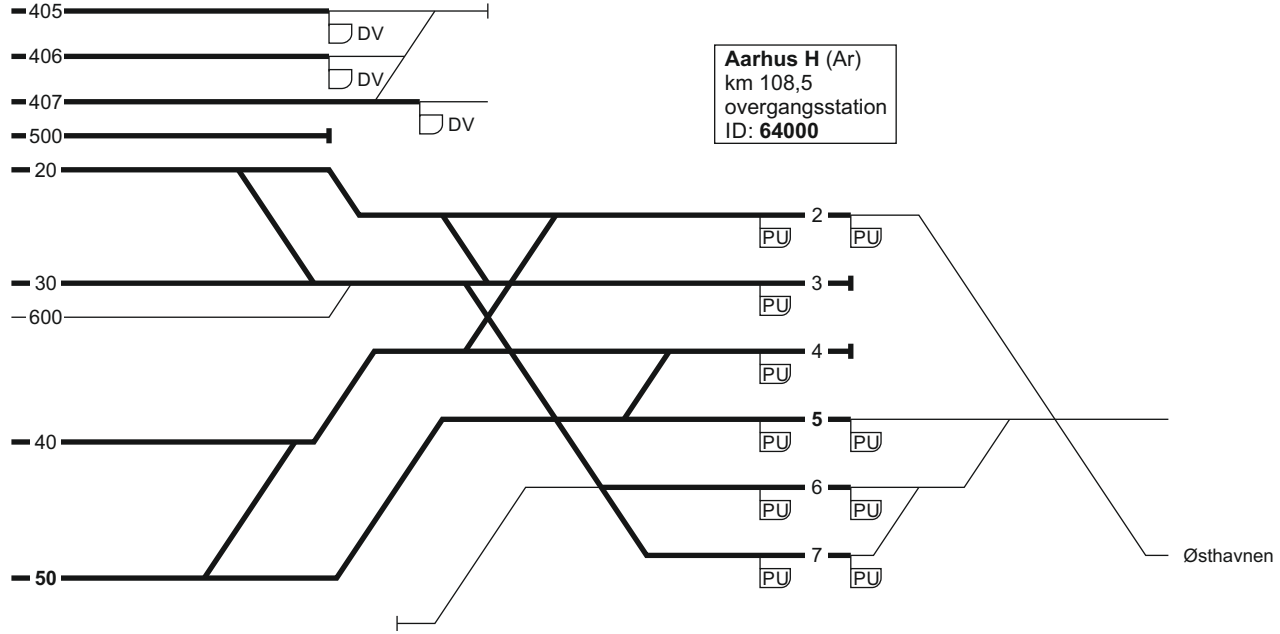 405
DV
406
DV
407
DV
500
20
30
600
40
50
Aarhus H (Ar)
km 108,5
overgangsstation
ID: 64000
2
PU PU
3
PU
4
PU
5
PU PU
6
PU PU
7
PU PU
Østhavnen